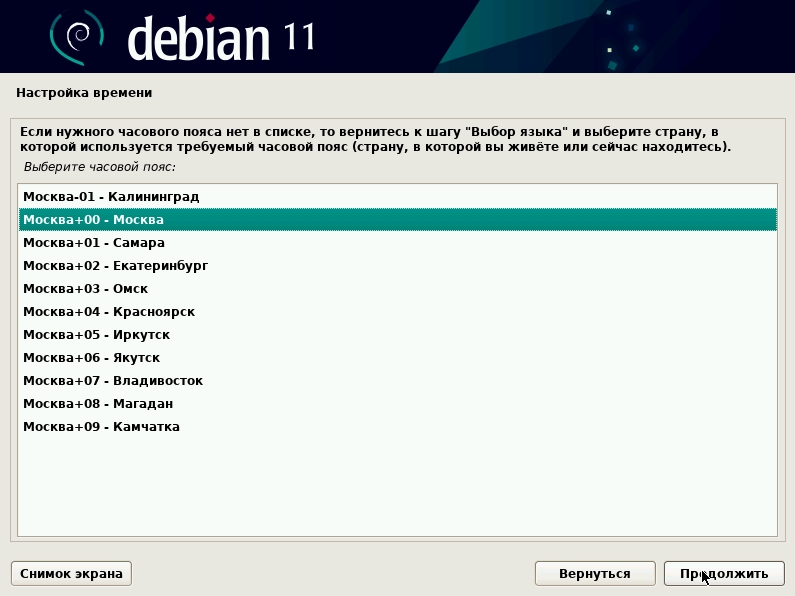 debian 11
Настройка времени
Если нужного часового пояса нет в списке, то вернитесь к шагу "Выбор языка" и выберите страну, в
которой используется требуемый часовой пояс (страну, в которой вы живёте или сейчас находитесь).
Выберите часовой пояс:
Москва-01 - Калининград
Москва+00 - Москва
Москва+01 - Самара
Москва+02 - Екатеринбург
Москва+03 - Омск
Москва+04 - Красноярск
Москва+05 - Иркутск
Москва+06 - Якутск
Москва+07 - Владивосток
Москва+08 - Магадан
Москва+09 - Камчатка
Снимок экрана
Вернуться
Продолжить